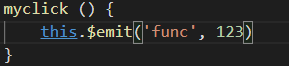 myclick () {
this.$emit('func', 123)
}